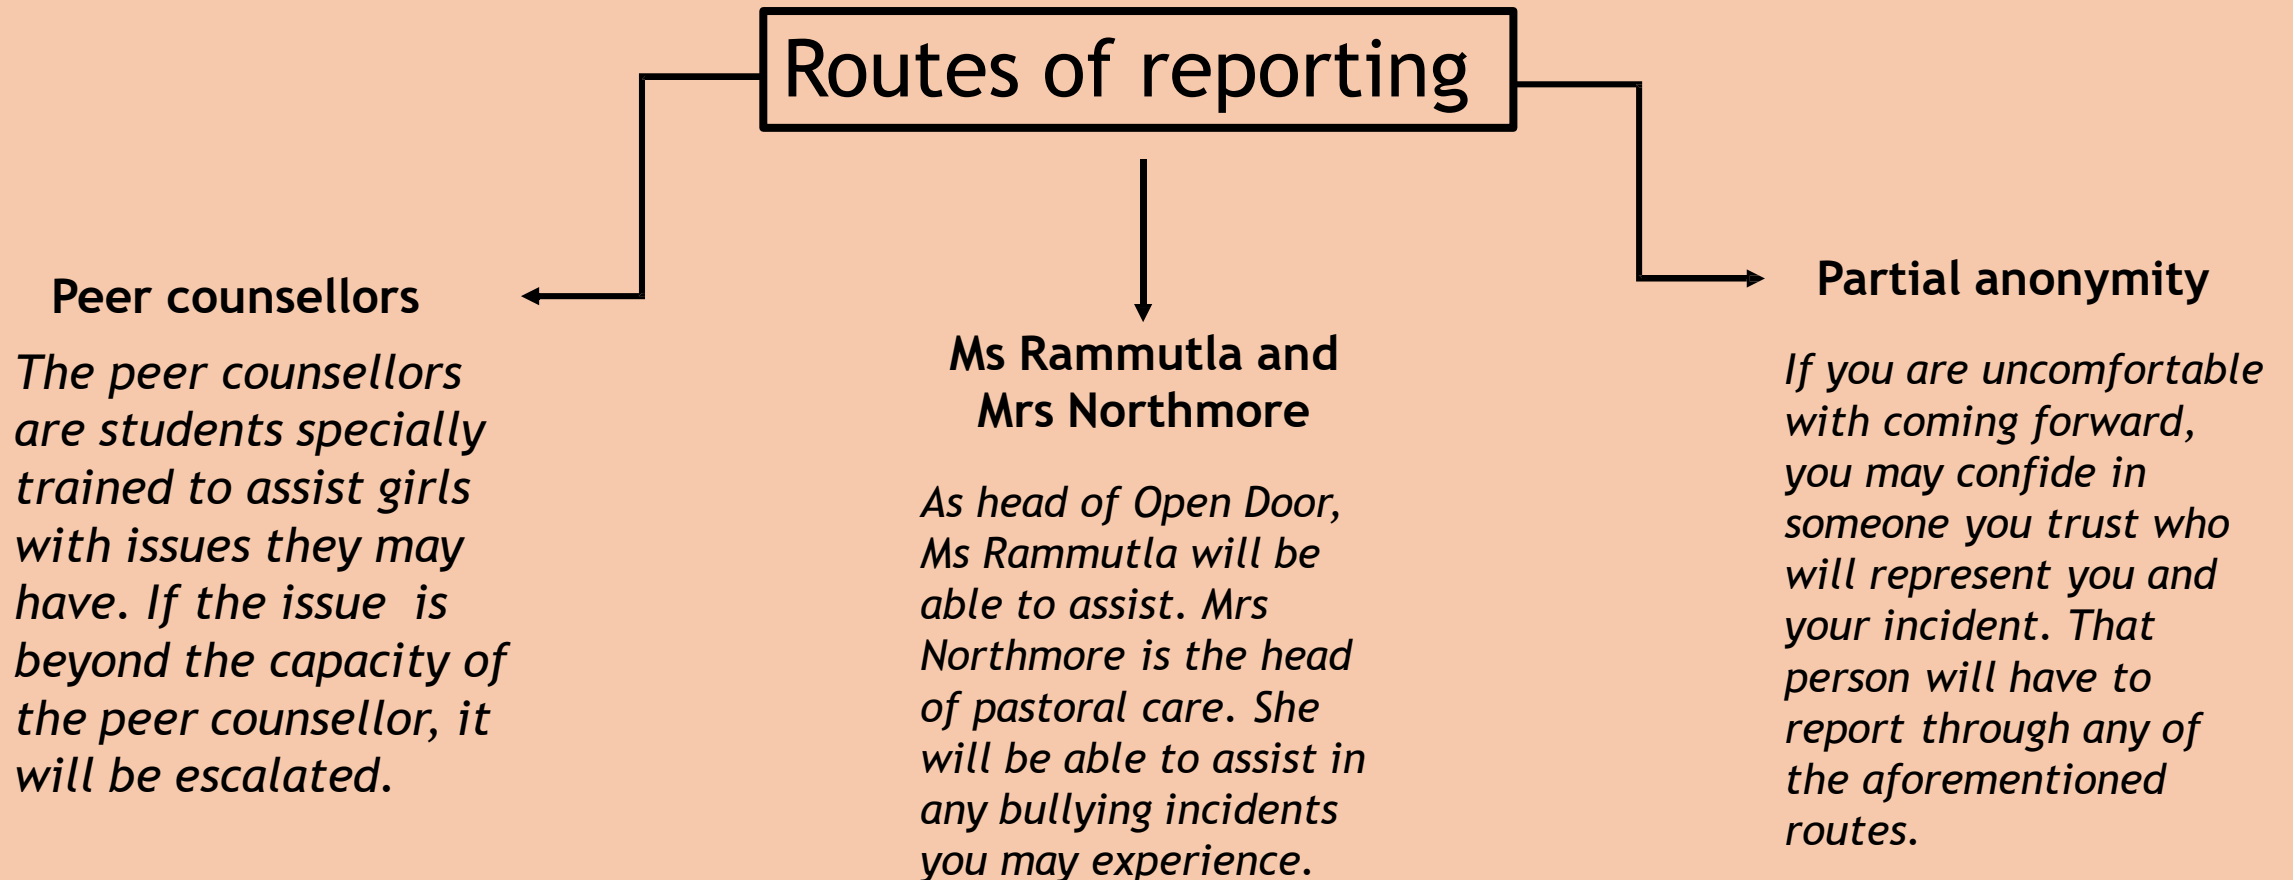 Routes of reporting
Peer counsellors
The peer counsellors
are students specially
trained to assist girls
with issues they may
have. If the issue  is
beyond the capacity of
the peer counsellor, it
will be escalated.
Ms Rammutla and
Mrs Northmore
As head of Open Door,
Ms Rammutla will be
able to assist. Mrs
Northmore is the head
of pastoral care. She
will be able to assist in
any bullying incidents
you may experience.
Partial anonymity
If you are uncomfortable
with coming forward,
you may confide in
someone you trust who
will represent you and
your incident. That
person will have to
report through any of
the aforementioned
routes.